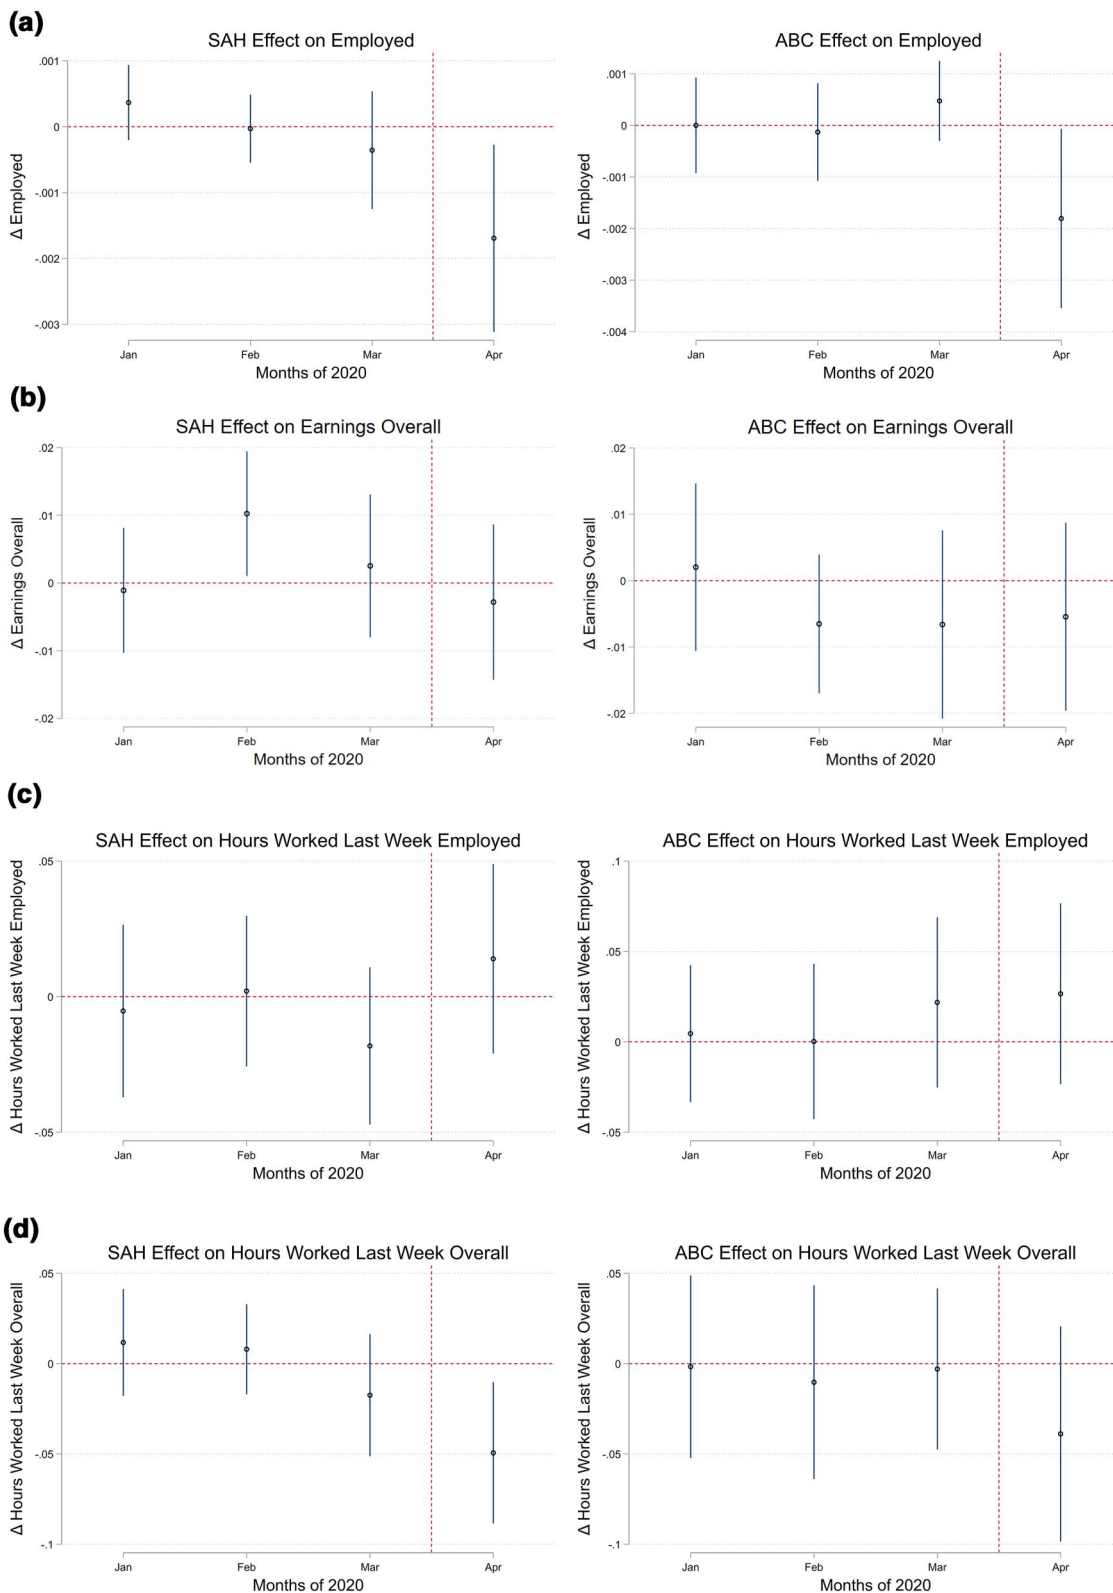 (a)
SAH Effect on Employed
Δ Employed
.001
0
-.001
-.002
-.003
Jan Feb Mar Apr
Months of 2020
ABC Effect on Employed
Δ Employed
.001
0
-.001
-.002
-.003
-.004
Jan Feb Mar Apr
Months of 2020
(b)
SAH Effect on Earnings Overall
Δ Earnings Overall
.02
.01
0
-.01
-.02
Jan Feb Mar Apr
Months of 2020
ABC Effect on Earnings Overall
Δ Earnings Overall
.02
.01
0
-.01
-.02
Jan Feb Mar Apr
Months of 2020
(c)
SAH Effect on Hours Worked Last Week Employed
Δ Hours Worked Last Week Employed
.05
0
-.05
Jan Feb Mar Apr
Months of 2020
ABC Effect on Hours Worked Last Week Employed
Δ Hours Worked Last Week Employed
.1
.05
0
-.05
Jan Feb Mar Apr
Months of 2020
(d)
SAH Effect on Hours Worked Last Week Overall
Δ Hours Worked Last Week Overall
.05
0
-.05
-.1
Jan Feb Mar Apr
Months of 2020
ABC Effect on Hours Worked Last Week Overall
Δ Hours Worked Last Week Overall
.05
0
-.05
-.1
Jan Feb Mar Apr
Months of 2020